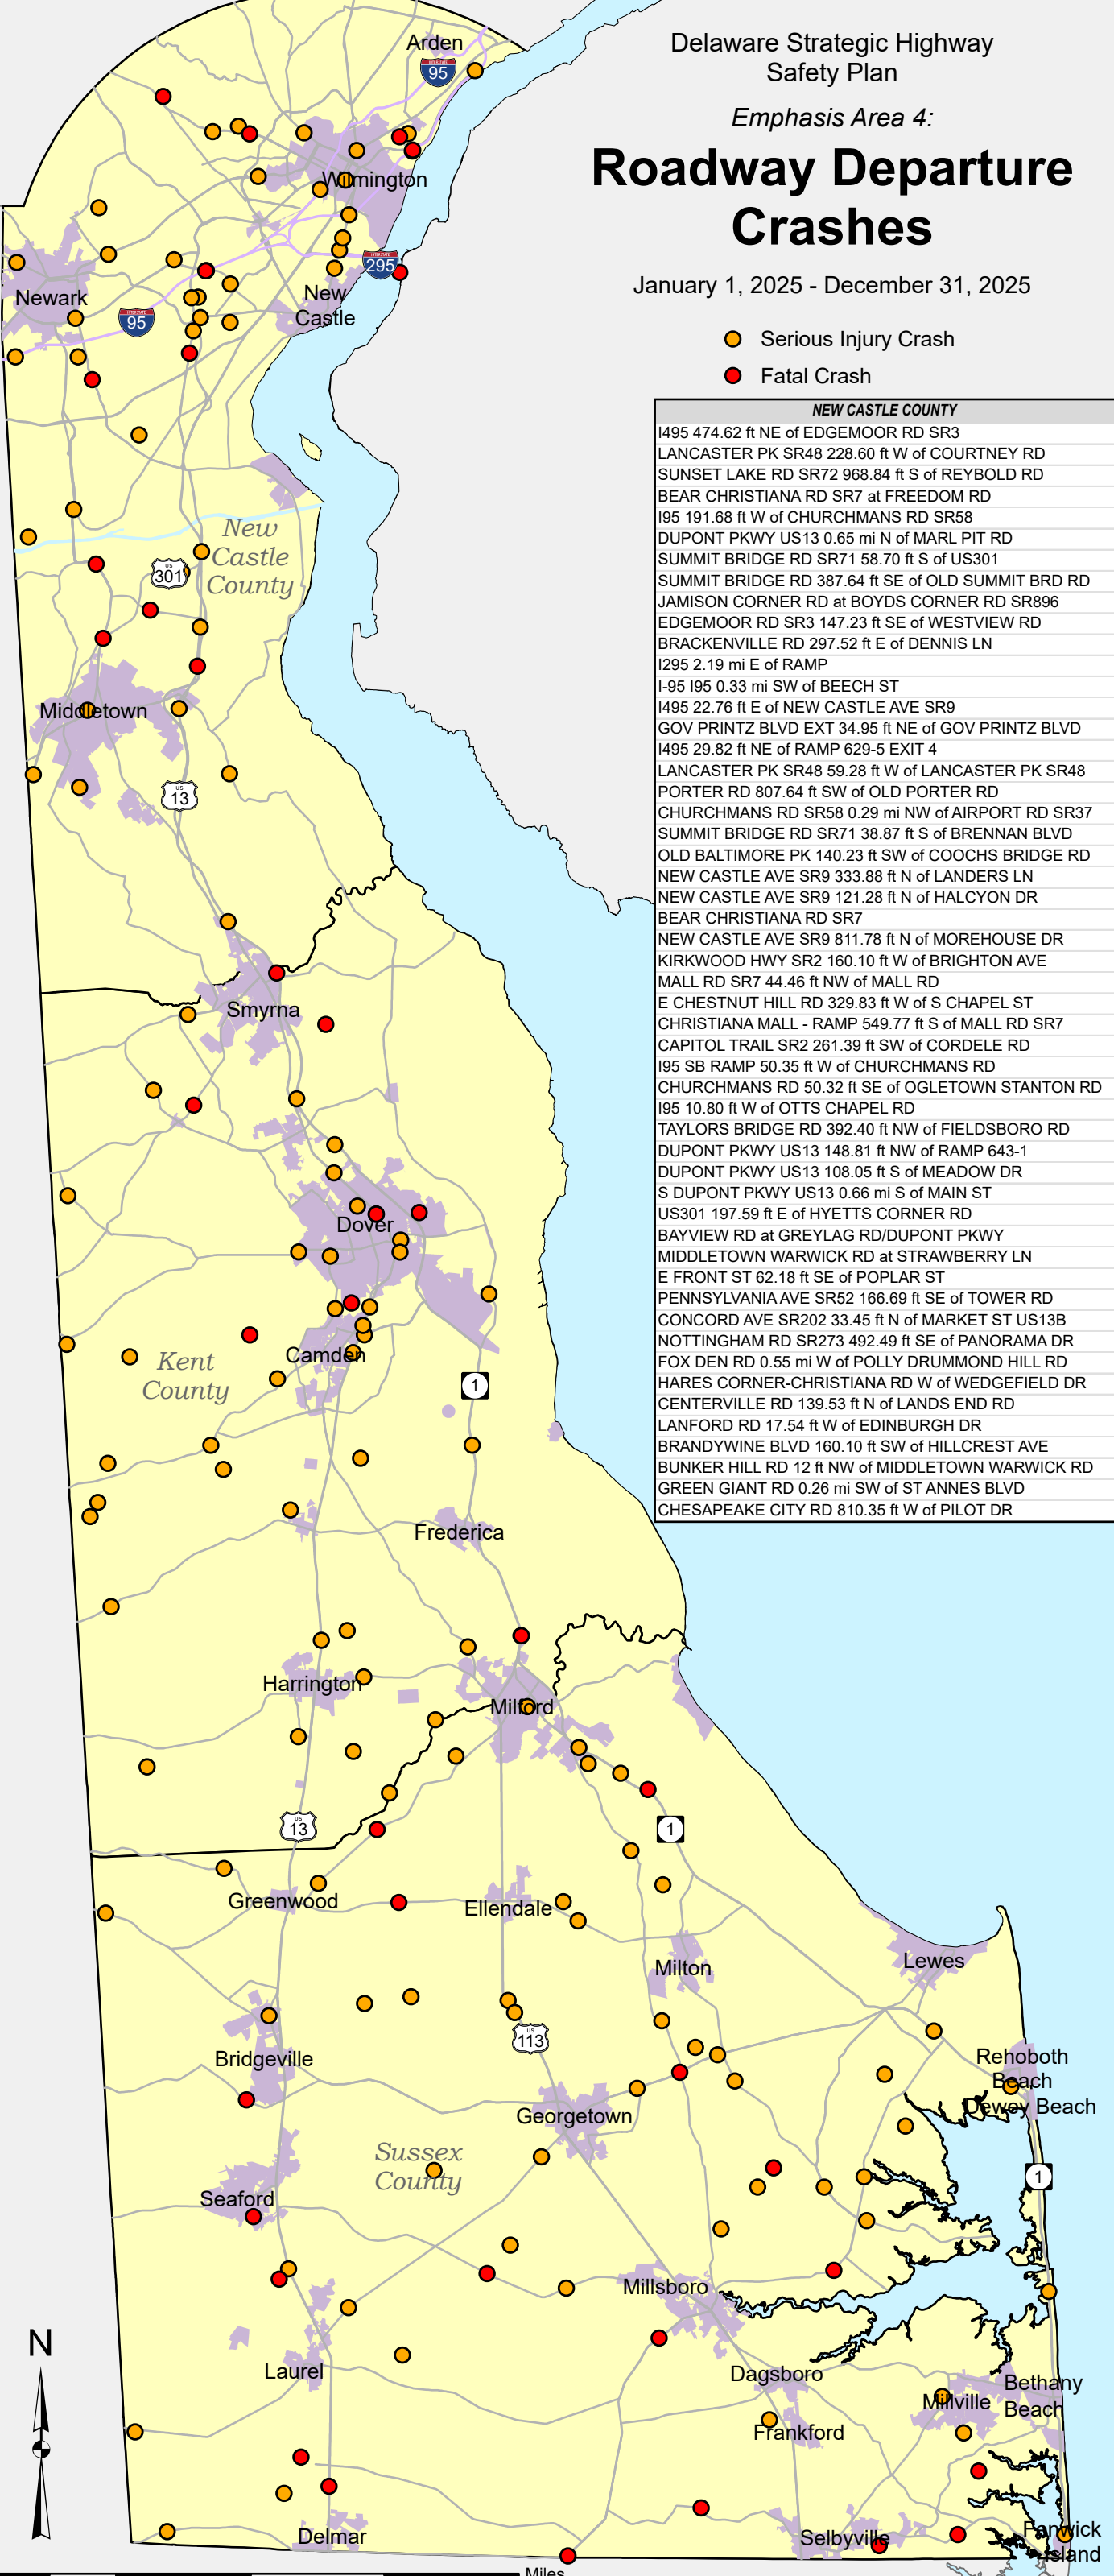 Delaware Strategic Highway
Safety Plan
Emphasis Area 4:
Roadway Departure
Crashes
January 1, 2025 - December 31, 2025
Serious Injury Crash
Fatal Crash
NEW CASTLE COUNTY
I495 474.62 ft NE of EDGEMOOR RD SR3
LANCASTER PK SR48 228.60 ft W of COURTNEY RD
SUNSET LAKE RD SR72 968.84 ft S of REYBOLD RD
BEAR CHRISTIANA RD SR7 at FREEDOM RD
I95 191.68 ft W of CHURCHMANS RD SR58
DUPONT PKWY US13 0.65 mi N of MARL PIT RD
SUMMIT BRIDGE RD SR71 58.70 ft S of US301
SUMMIT BRIDGE RD 387.64 ft SE of OLD SUMMIT BRD RD
JAMISON CORNER RD at BOYDS CORNER RD SR896
EDGEMOOR RD SR3 147.23 ft SE of WESTVIEW RD
BRACKENVILLE RD 297.52 ft E of DENNIS LN
I295 2.19 mi E of RAMP
I-95 I95 0.33 mi SW of BEECH ST
I495 22.76 ft E of NEW CASTLE AVE SR9
GOV PRINTZ BLVD EXT 34.95 ft NE of GOV PRINTZ BLVD
I495 29.82 ft NE of RAMP 629-5 EXIT 4
LANCASTER PK SR48 59.28 ft W of LANCASTER PK SR48
PORTER RD 807.64 ft SW of OLD PORTER RD
CHURCHMANS RD SR58 0.29 mi NW of AIRPORT RD SR37
SUMMIT BRIDGE RD SR71 38.87 ft S of BRENNAN BLVD
OLD BALTIMORE PK 140.23 ft SW of COOCHS BRIDGE RD
NEW CASTLE AVE SR9 333.88 ft N of LANDERS LN
NEW CASTLE AVE SR9 121.28 ft N of HALCYON DR
BEAR CHRISTIANA RD SR7
NEW CASTLE AVE SR9 811.78 ft N of MOREHOUSE DR
KIRKWOOD HWY SR2 160.10 ft W of BRIGHTON AVE
MALL RD SR7 44.46 ft NW of MALL RD
E CHESTNUT HILL RD 329.83 ft W of S CHAPEL ST
CHRISTIANA MALL - RAMP 549.77 ft S of MALL RD SR7
CAPITOL TRAIL SR2 261.39 ft SW of CORDELE RD
I95 SB RAMP 50.35 ft W of CHURCHMANS RD
CHURCHMANS RD 50.32 ft SE of OGLETOWN STANTON RD
I95 10.80 ft W of OTTS CHAPEL RD
TAYLORS BRIDGE RD 392.40 ft NW of FIELDSBORO RD
DUPONT PKWY US13 148.81 ft NW of RAMP 643-1
DUPONT PKWY US13 108.05 ft S of MEADOW DR
S DUPONT PKWY US13 0.66 mi S of MAIN ST
US301 197.59 ft E of HYETTS CORNER RD
BAYVIEW RD at GREYLAG RD/DUPONT PKWY
MIDDLETOWN WARWICK RD at STRAWBERRY LN
E FRONT ST 62.18 ft SE of POPLAR ST
PENNSYLVANIA AVE SR52 166.69 ft SE of TOWER RD
CONCORD AVE SR202 33.45 ft N of MARKET ST US13B
NOTTINGHAM RD SR273 492.49 ft SE of PANORAMA DR
FOX DEN RD 0.55 mi W of POLLY DRUMMOND HILL RD
HARES CORNER-CHRISTIANA RD W of WEDGEFIELD DR
CENTERVILLE RD 139.53 ft N of LANDS END RD
LANFORD RD 17.54 ft W of EDINBURGH DR
BRANDYWINE BLVD 160.10 ft SW of HILLCREST AVE
BUNKER HILL RD 12 ft NW of MIDDLETOWN WARWICK RD
GREEN GIANT RD 0.26 mi SW of ST ANNES BLVD
CHESAPEAKE CITY RD 810.35 ft W of PILOT DR
Arden
95
Wilmington
295
Newark
New
Castle
95
New
Castle
County
US
301
Middletown
US
13
Smyrna
Dover
Kent
County
Camden
1
Frederica
Harrington
Milford
US
13
1
Greenwood
Ellendale
Milton
Lewes
US
113
Bridgeville
Rehoboth
Beach
Dewey Beach
Georgetown
Sussex
County
1
Seaford
Millsboro
N
Laurel
Dagsboro
Bethany
Beach
Millville
Frankford
Delmar
Selbyville
Fenwick
Island
Miles